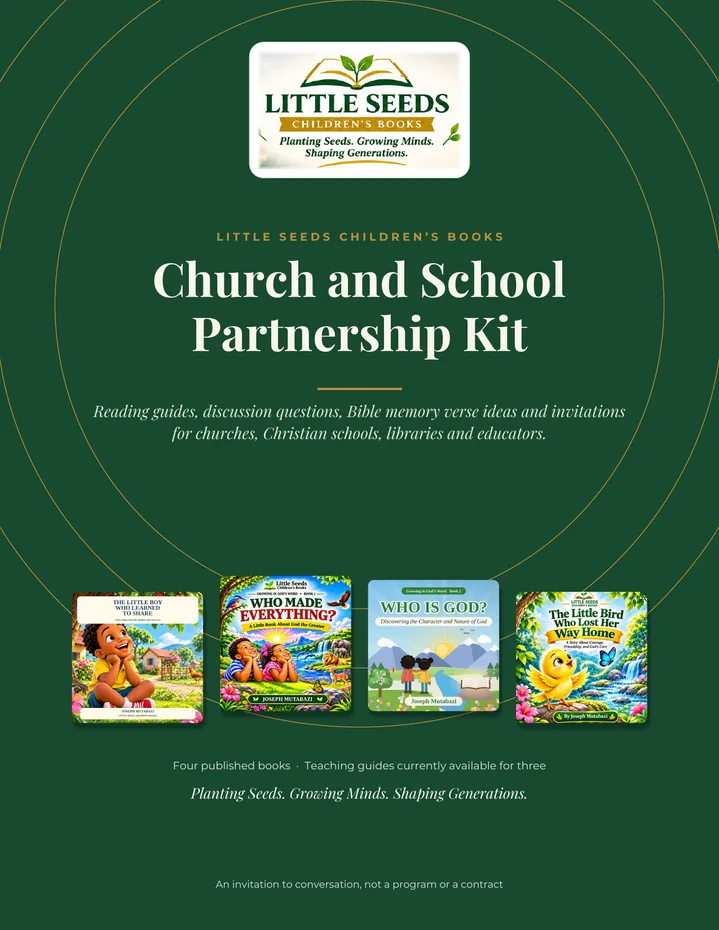 LITTLE SEEDS
CHILDREN'S BOOKS
Planting Seeds. Growing Minds.
Shaping Generations.
LITTLE SEEDS CHILDREN'S BOOKS
Church and School
Partnership Kit
Reading guides, discussion questions, Bible memory verse ideas and invitations
for churches, Christian schools, libraries and educators.
THE LITTLE BOY
WHO LEARNED
TO SHARE
JOSEPH MUTABAZI
Little Seeds
Children's Books
GROWING IN GOD'S WORD • BOOK 1
WHO MADE
EVERYTHING?
A Little Book About God the Creator
JOSEPH MUTABAZI
Growing in God's Word · Book 2
WHO IS GOD?
Discovering the Character and Nature of God
Joseph Mutabazi
LITTLE SEEDS
The Little Bird
Who Lost Her
Way Home
A Story About Courage,
Friendship, and God's Care
By Joseph Mutabazi
Four published books · Teaching guides currently available for three
Planting Seeds. Growing Minds. Shaping Generations.
An invitation to conversation, not a program or a contract